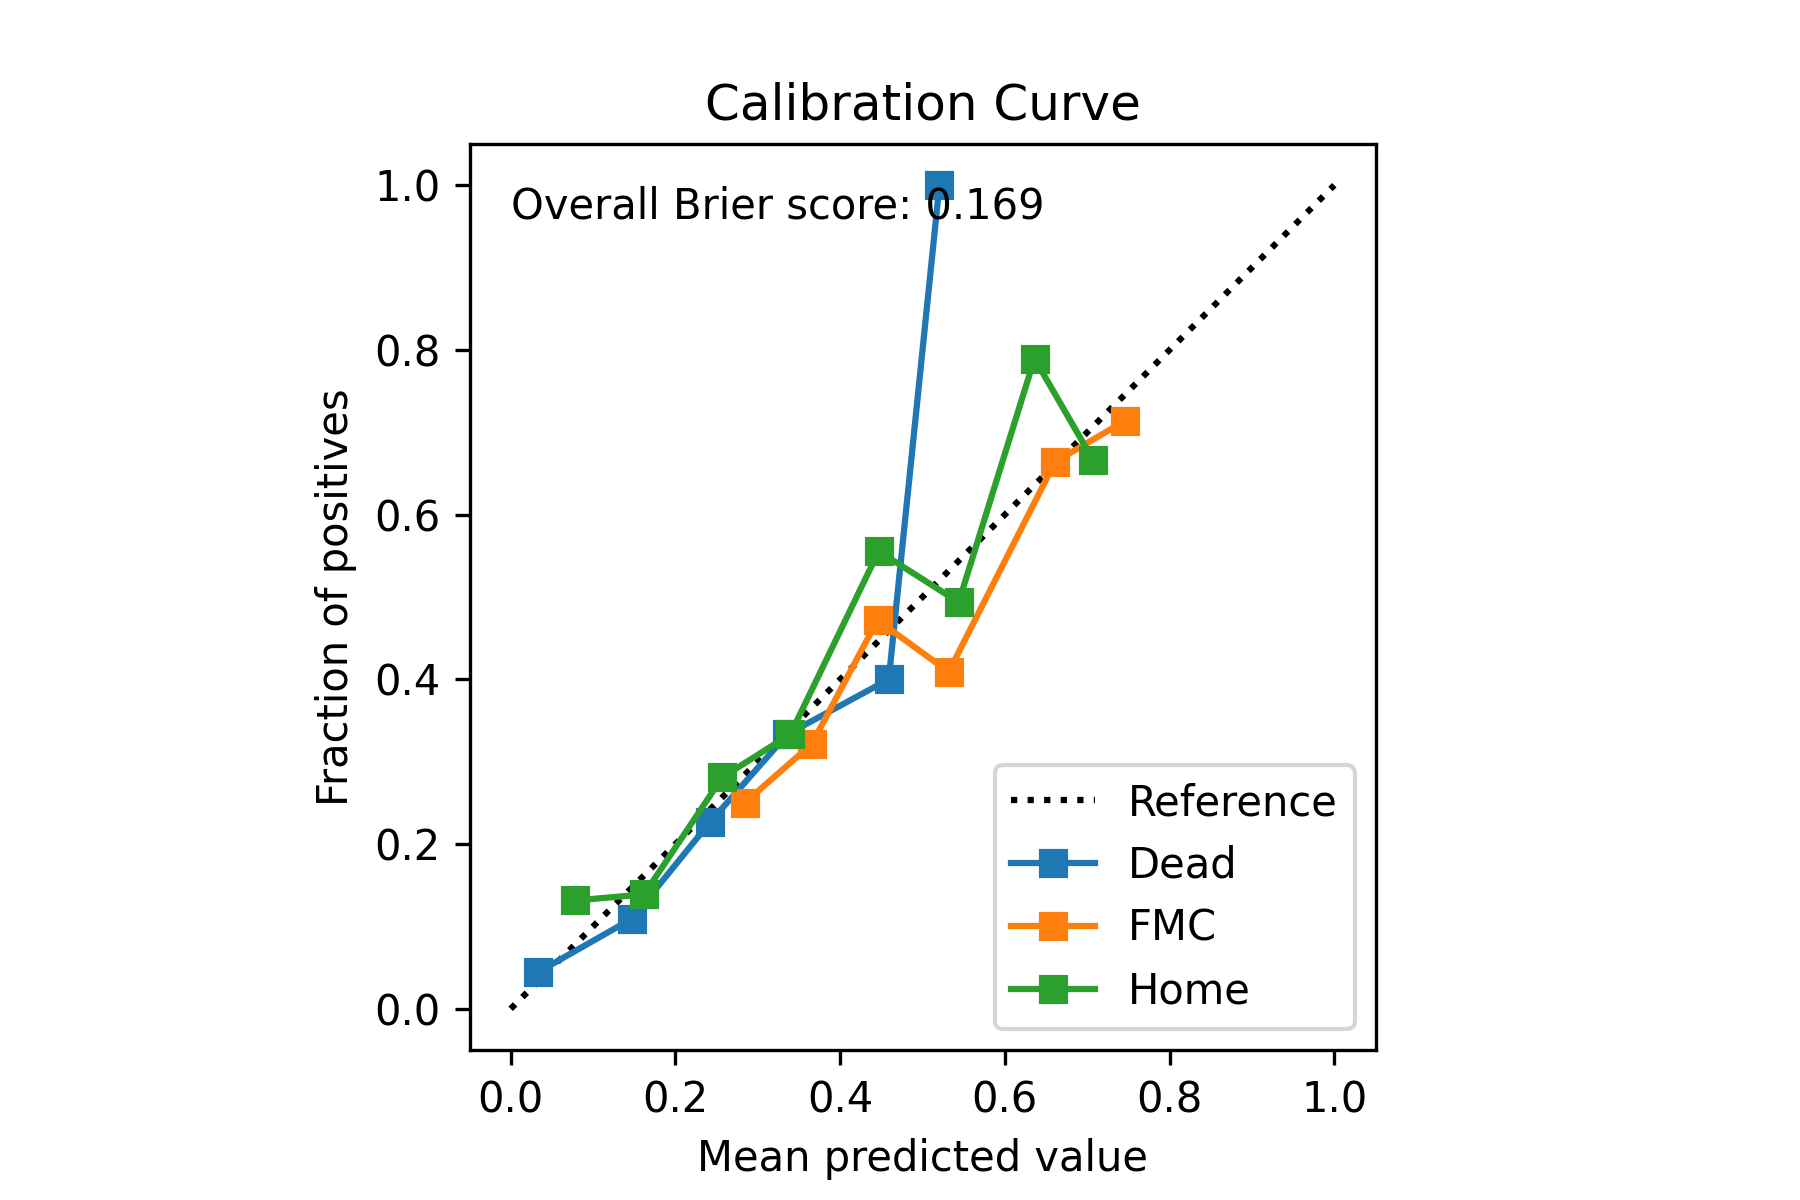 Calibration Curve
Overall Brier score: 0.169
1.0
0.8
0.6
0.4
0.2
0.0
Fraction of positives
Reference
Dead
FMC
Home
0.0 0.2 0.4 0.6 0.8 1.0
Mean predicted value